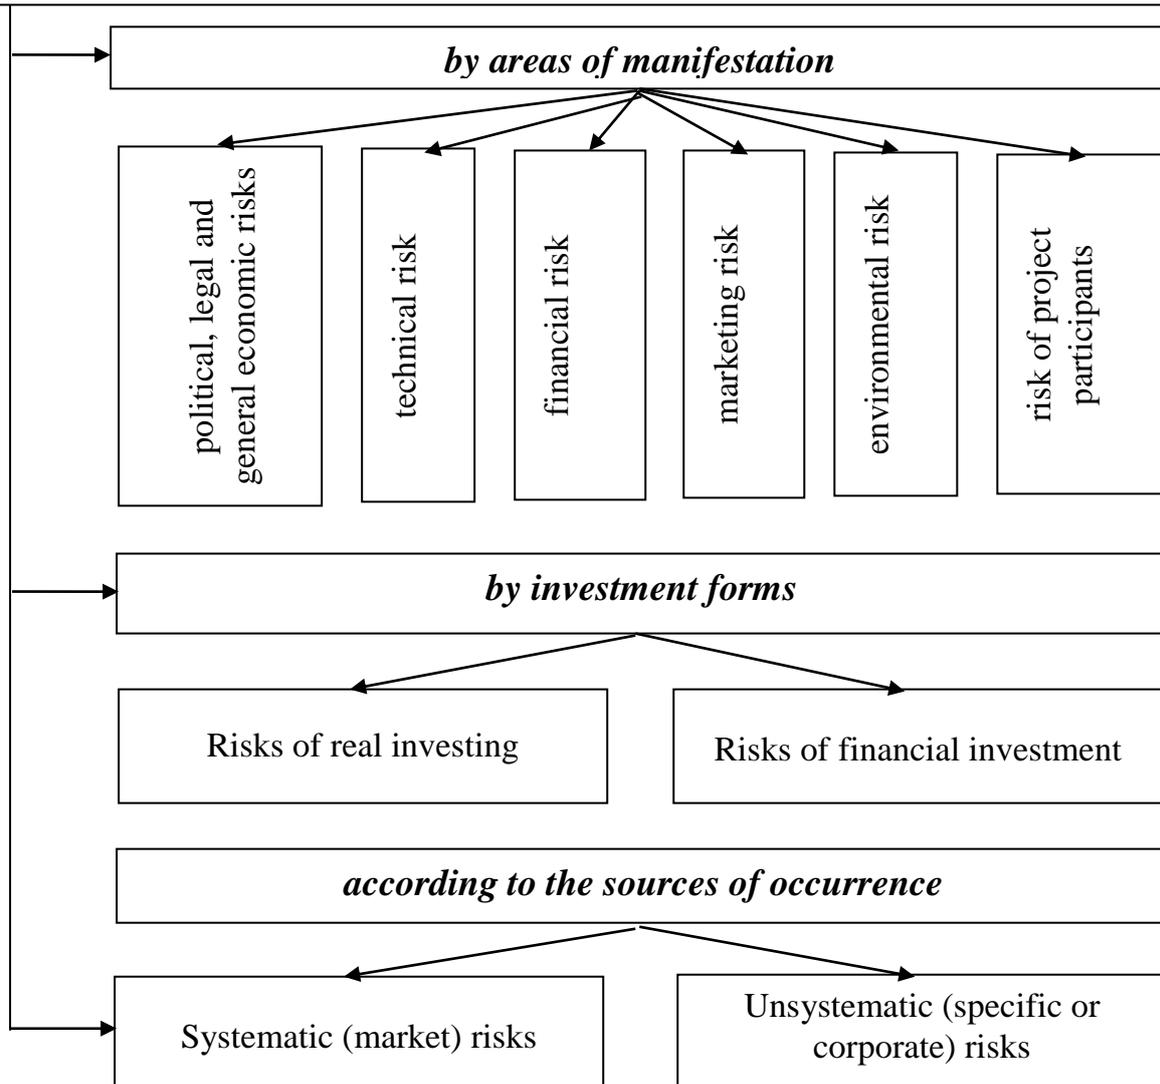 by areas of manifestation
political, legal and
general economic risks
technical risk
financial risk
marketing risk
environmental risk
risk of project
participants
by investment forms
Risks of real investing
Risks of financial investment
according to the sources of occurrence
Systematic (market) risks
Unsystematic (specific or
corporate) risks